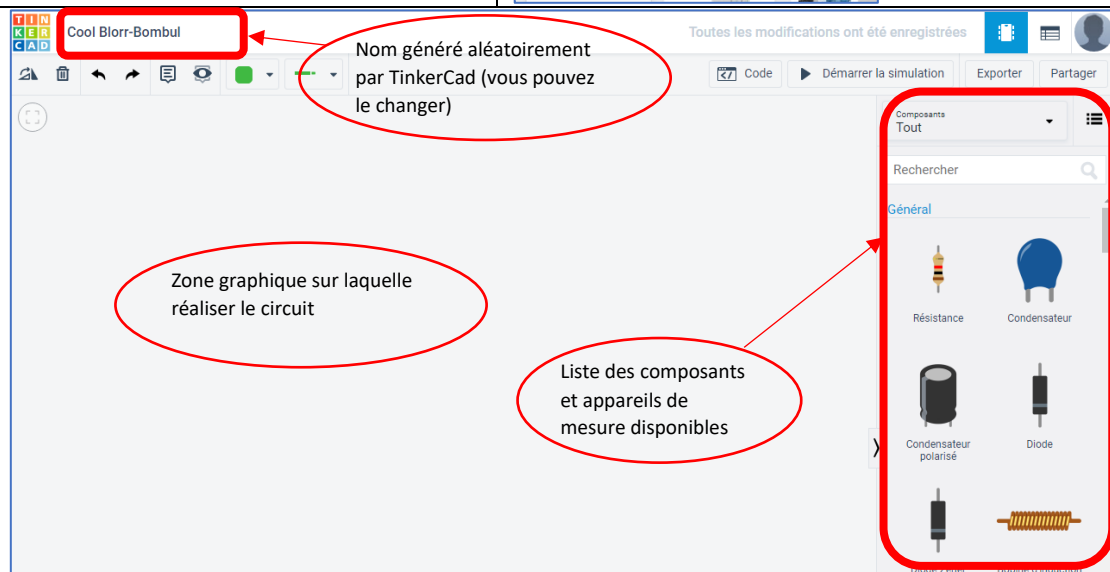 TIN
KER
CAD
Cool Blorr-Bombul
Toutes les modifications ont été enregistrées
Nom généré aléatoirement
par TinkerCad (vous pouvez
le changer)
Code
Démarrer la simulation
Exporter
Partager
Composants
Tout
Rechercher
Général
Résistance
Condensateur
Zone graphique sur laquelle
réaliser le circuit
Liste des composants
et appareils de
mesure disponibles
Condensateur
polarisé
Diode